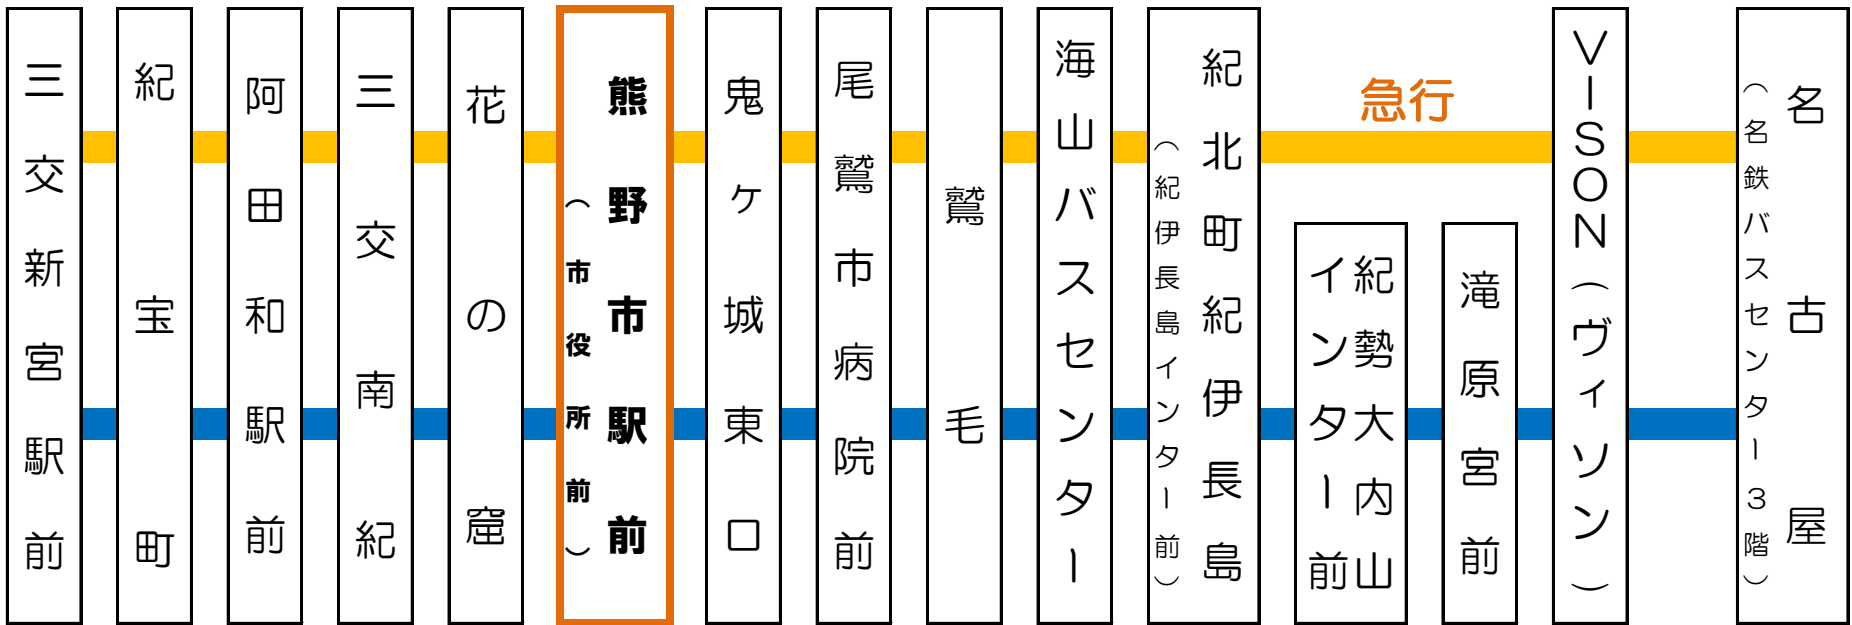 三交新宮駅前
紀宝町
阿田和駅前
三交南紀
花の窟
熊野市駅前
（市役所前）
鬼ケ城東口
尾鷲市病院前
鷲毛
海山バスセンター
紀北町紀伊長島
（紀伊長島インター前）
急行
紀勢大内山
インター前
滝原宮前
VISON（ヴィソン）
名古屋
（名鉄バスセンター3階）